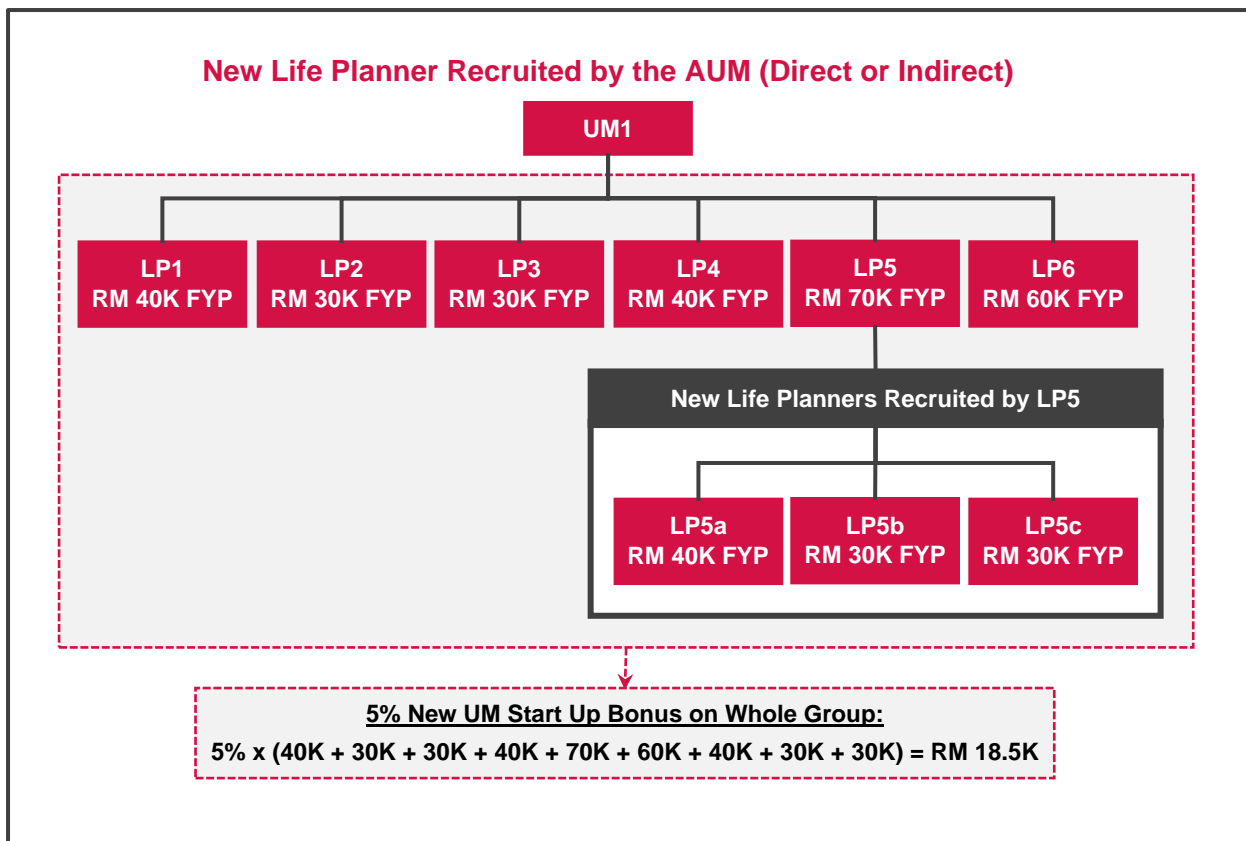 New Life Planner Recruited by the AUM (Direct or Indirect)
UM1
LP1
RM 40K FYP
LP2
RM 30K FYP
LP3
RM 30K FYP
LP4
RM 40K FYP
LP5
RM 70K FYP
LP6
RM 60K FYP
New Life Planners Recruited by LP5
LP5a
RM 40K FYP
LP5b
RM 30K FYP
LP5c
RM 30K FYP
5% New UM Start Up Bonus on Whole Group:
5% x (40K + 30K + 30K + 40K + 70K + 60K + 40K + 30K + 30K) = RM 18.5K